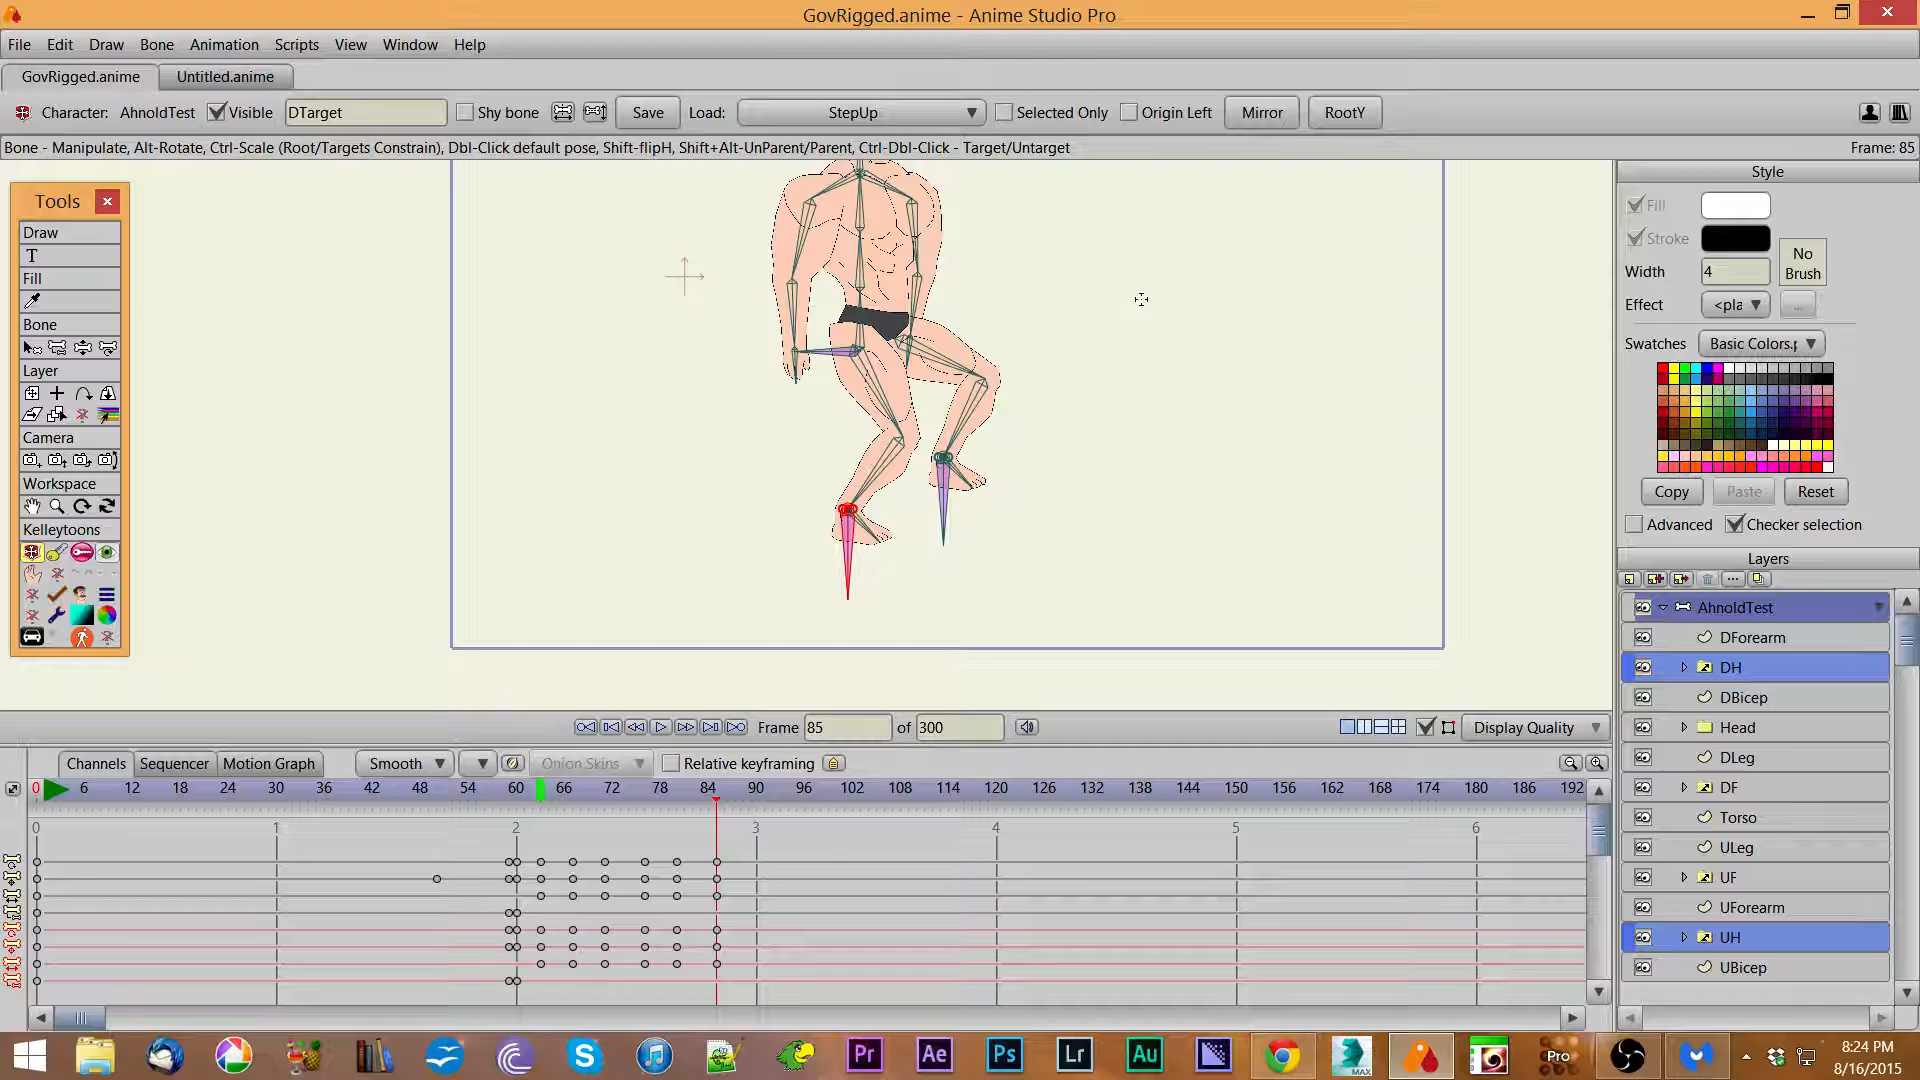 GovRigged.anime - Anime Studio Pro
File Edit Draw Bone Animation Scripts View Window Help
GovRigged.anime Untitled.anime
Character: AhnoldTest Visible DTarget Shy bone Save Load: StepUp Selected Only Origin Left Mirror RootY
Bone - Manipulate, Alt-Rotate, Ctrl-Scale (Root/Targets Constrain), Dbl-Click default pose, Shift-flipH, Shift+Alt-UnParent/Parent, Ctrl-Dbl-Click - Target/Untarget Frame: 85
Tools
Draw
T
Fill
Bone
Layer
Camera
Workspace
Kelleytoons
Style
Fill
Stroke
No
Brush
Width 4
Effect <pla ...
Swatches Basic Colors.p
Copy Paste Reset
Advanced Checker selection
Layers
AhnoldTest
DForearm
DH
DBicep
Head
DLeg
DF
Torso
ULeg
UF
UForearm
UH
UBicep
Frame 85 of 300 Display Quality
Channels Sequencer Motion Graph Smooth Onion Skins Relative keyframing
0 6 12 18 24 30 36 42 48 54 60 66 72 78 84 90 96 102 108 114 120 126 132 138 144 150 156 162 168 174 180 186 192
0 1 2 3 4 5 6
Pr Ae Ps Lr Au MAX Pro
8:24 PM
8/16/2015